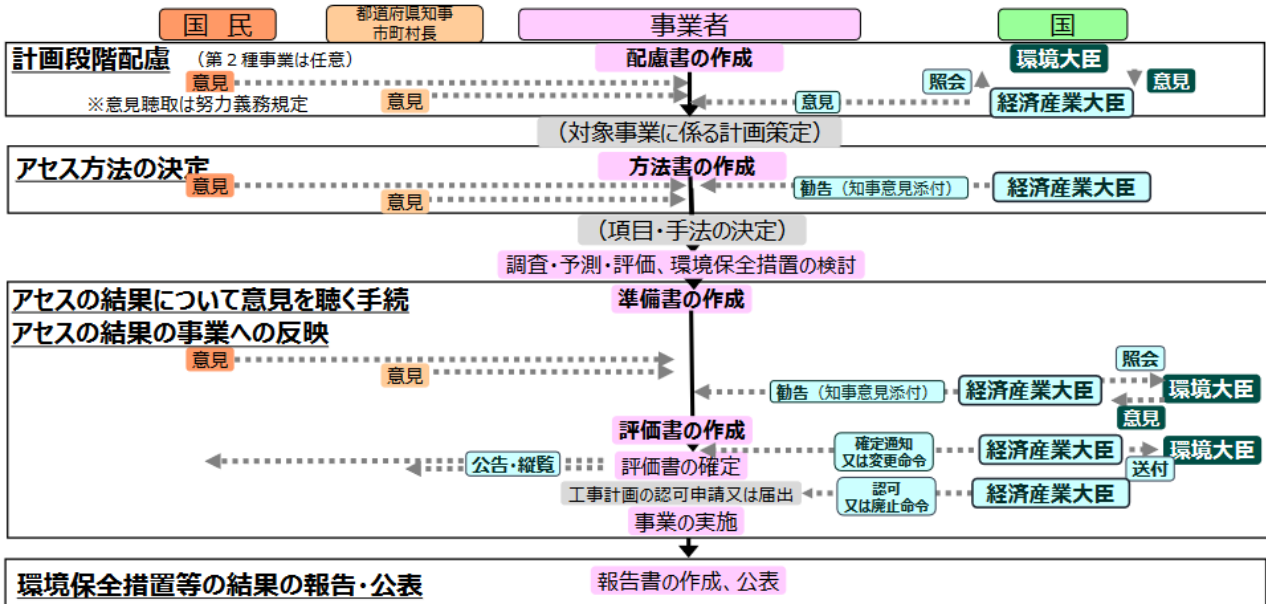 国 民
都道府県知事
市町村長
事業者
国
計画段階配慮 （第２種事業は任意）
配慮書の作成
環境大臣
意見
照会
意見
※意見聴取は努力義務規定
意見
意見
経済産業大臣
（対象事業に係る計画策定）
アセス方法の決定
方法書の作成
意見
勧告（知事意見添付）
経済産業大臣
意見
（項目・手法の決定）
調査・予測・評価、環境保全措置の検討
アセスの結果について意見を聴く手続
準備書の作成
アセスの結果の事業への反映
意見
照会
意見
勧告（知事意見添付）
経済産業大臣
環境大臣
意見
評価書の作成
確定通知
又は変更命令
経済産業大臣
環境大臣
公告・縦覧
評価書の確定
送付
工事計画の認可申請又は届出
認可
又は廃止命令
経済産業大臣
事業の実施
環境保全措置等の結果の報告・公表
報告書の作成、公表